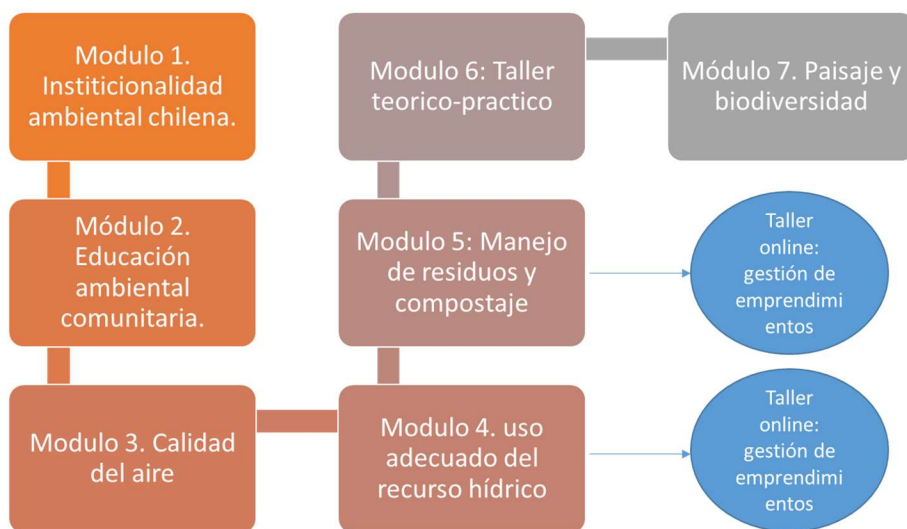 Modulo 1.
Institicionalidad
ambiental chilena.
Módulo 2.
Educación
ambiental
comunitaria.
Modulo 3. Calidad
del aire
Modulo 4. uso
adecuado del
recurso hídrico
Taller
online:
gestión de
emprendimi
entos
Modulo 5: Manejo
de residuos y
compostaje
Taller
online:
gestión de
emprendimi
entos
Modulo 6: Taller
teorico-practico
Módulo 7. Paisaje y
biodiversidad